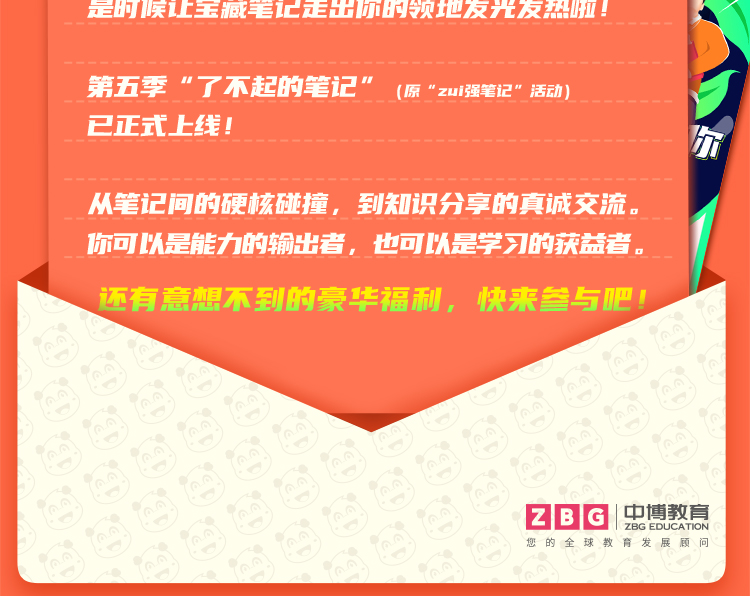 是时候让宝藏笔记走出你的领地发光发热啦！
第五季“了不起的笔记”（原“zui强笔记”活动）
已正式上线！
从笔记间的硬核碰撞，到知识分享的真诚交流。
你可以是能力的输出者，也可以是学习的获益者。
还有意想不到的豪华福利，快来参与吧！
你
ZBG 中博教育
ZBG EDUCATION
您的全球教育发展顾问